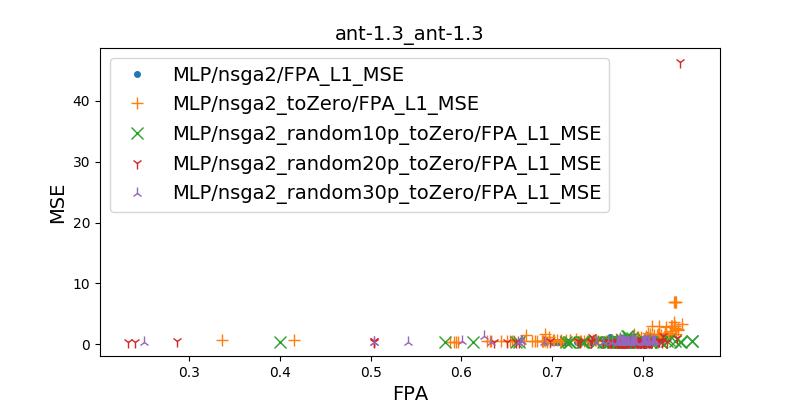 ant-1.3_ant-1.3
MLP/nsga2/FPA_L1_MSE
MLP/nsga2_toZero/FPA_L1_MSE
MLP/nsga2_random10p_toZero/FPA_L1_MSE
MLP/nsga2_random20p_toZero/FPA_L1_MSE
MLP/nsga2_random30p_toZero/FPA_L1_MSE
MSE
40
30
20
10
0
0.3 0.4 0.5 0.6 0.7 0.8
FPA